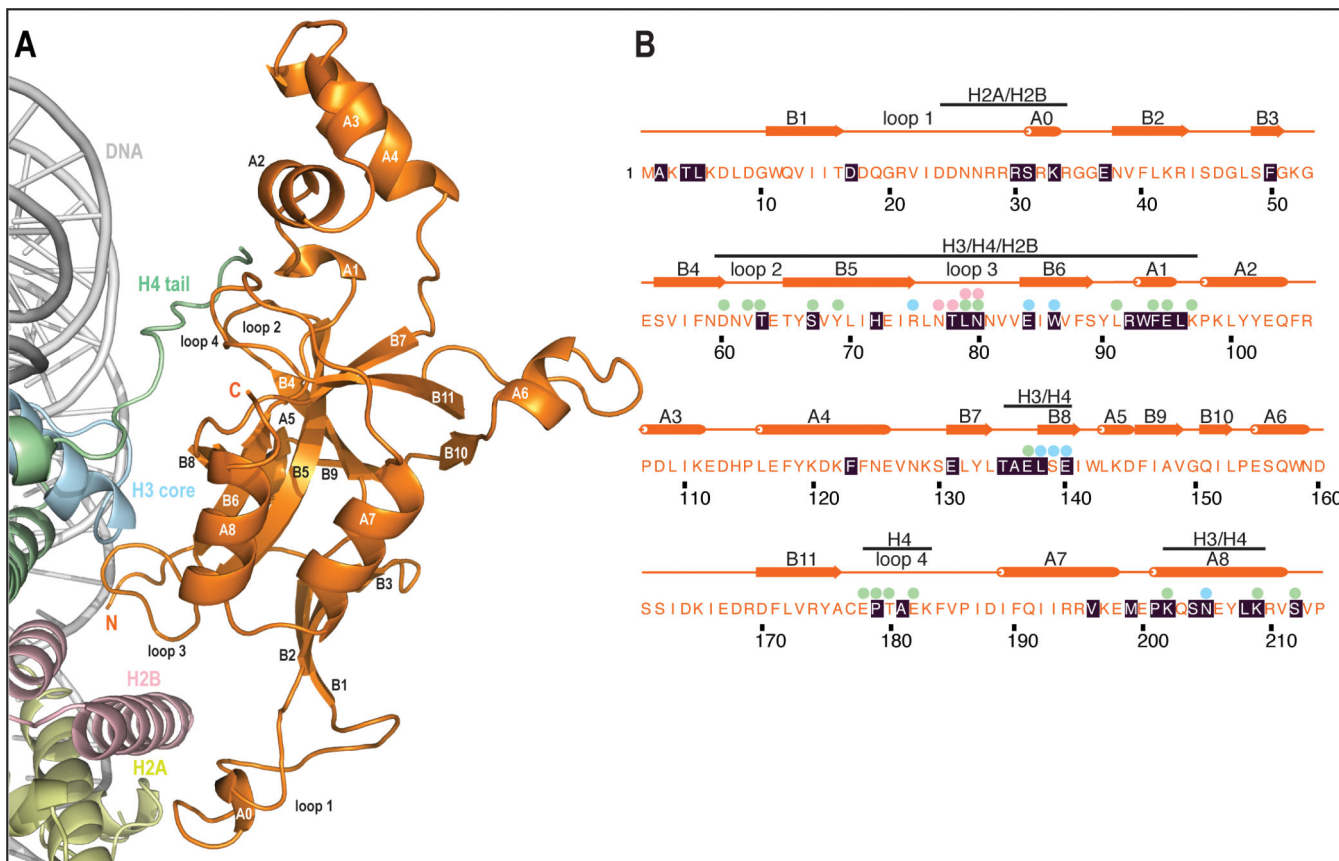 A
DNA
A3
A4
A2
A1
H4 tail
loop 2
loop 4
B7
B4
C
B11
A6
A5
B10
B8
B5
B9
H3 core
B6
A8
A7
B3
N
loop 3
B2
H2B
B1
H2A
A0
loop 1
B
H2A/H2B
B1 loop 1 A0 B2 B3
1 MAKTLKDLDGWQVIITDDQGRVIDDNNRRRSRKRGGENVFLKRISDGLSFGKG
10 20 30 40 50
H3/H4/H2B
B4 loop 2 B5 loop 3 B6 A1 A2
ESVIFNDNVTETYSVYLIHEIRLNTLNNVVEIWVFSYLRWFELKPKLYYEQFR
60 70 80 90 100
H3/H4
A3 A4 B7 B8 A5 B9 B10 A6
PDLIKEDHPLEFYKDKFFNEVNKSELYLTAELSEIWLKDFIAVGQILPESQWND
110 120 130 140 150 160
H4 H3/H4
B11 loop 4 A7 A8
SSIDKIEDRDFLVRYACEPTAEKFVPIDIFQIIRRVKEMEPKQSNEYLKRVSVP
170 180 190 200 210